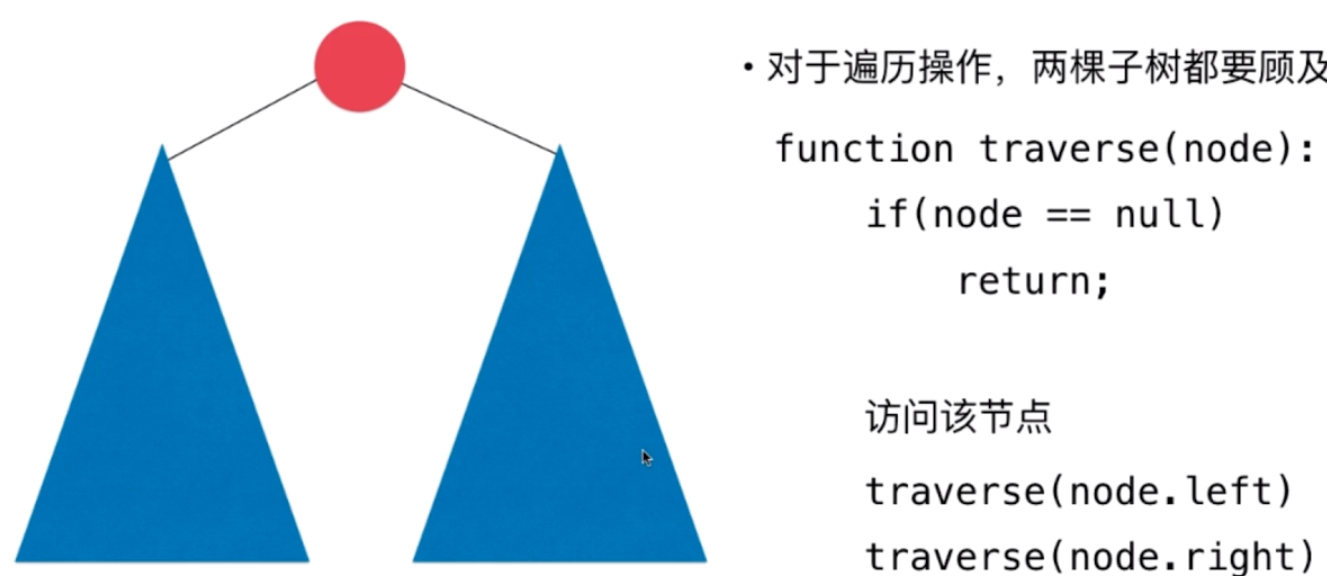 • 对于遍历操作，两棵子树都要顾及
function traverse(node):
if(node == null)
return;
访问该节点
traverse(node.left)
traverse(node.right)